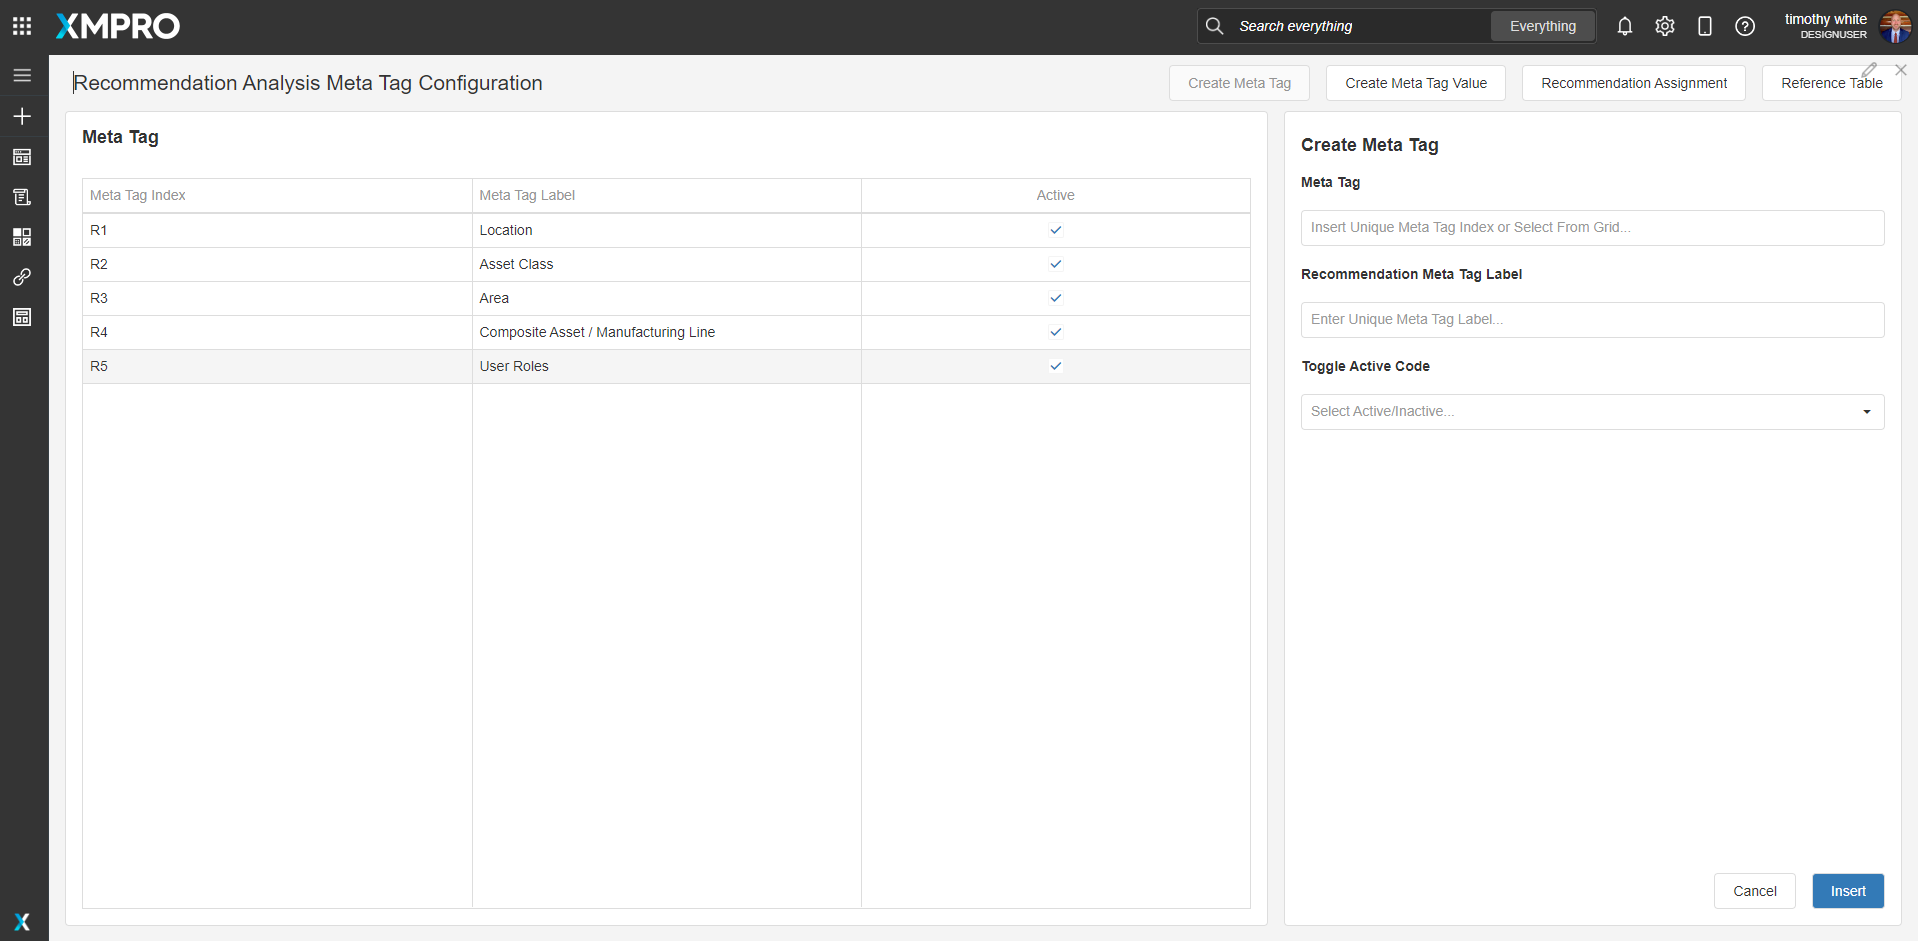 XMPRO
Search everything
Everything
timothy white
DESIGNUSER
Recommendation Analysis Meta Tag Configuration
Create Meta Tag
Create Meta Tag Value
Recommendation Assignment
Reference Table
Meta Tag
Meta Tag Index
Meta Tag Label
Active
R1
Location
R2
Asset Class
R3
Area
R4
Composite Asset / Manufacturing Line
R5
User Roles
Create Meta Tag
Meta Tag
Insert Unique Meta Tag Index or Select From Grid...
Recommendation Meta Tag Label
Enter Unique Meta Tag Label...
Toggle Active Code
Select Active/Inactive...
Cancel
Insert